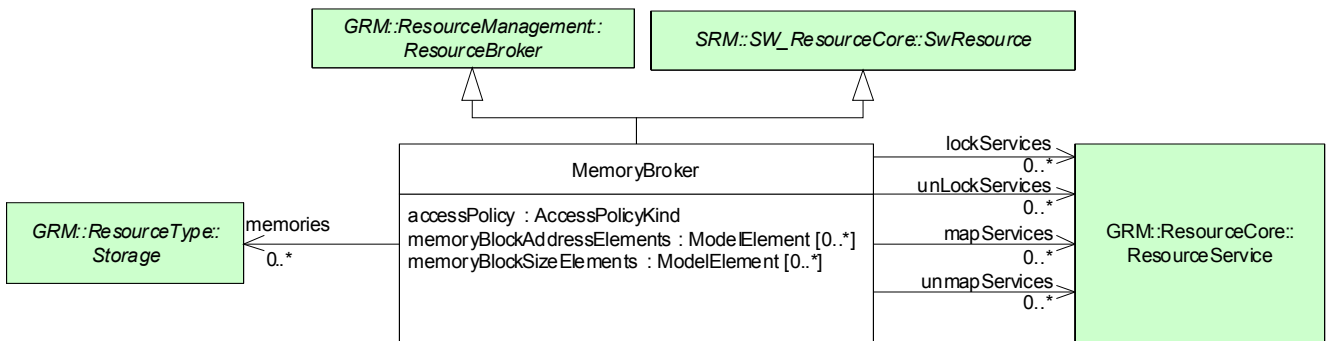 GRM::ResourceManagement::
ResourceBroker
SRM::SW_ResourceCore::SwResource
MemoryBroker
accessPolicy : AccessPolicyKind
memoryBlockAddressElements : ModelElement [0..*]
memoryBlockSizeElements : ModelElement [0..*]
GRM::ResourceType::
Storage
memories
0..*
lockServices
0..*
unLockServices
0..*
mapServices
0..*
unmapServices
0..*
GRM::ResourceCore::
ResourceService